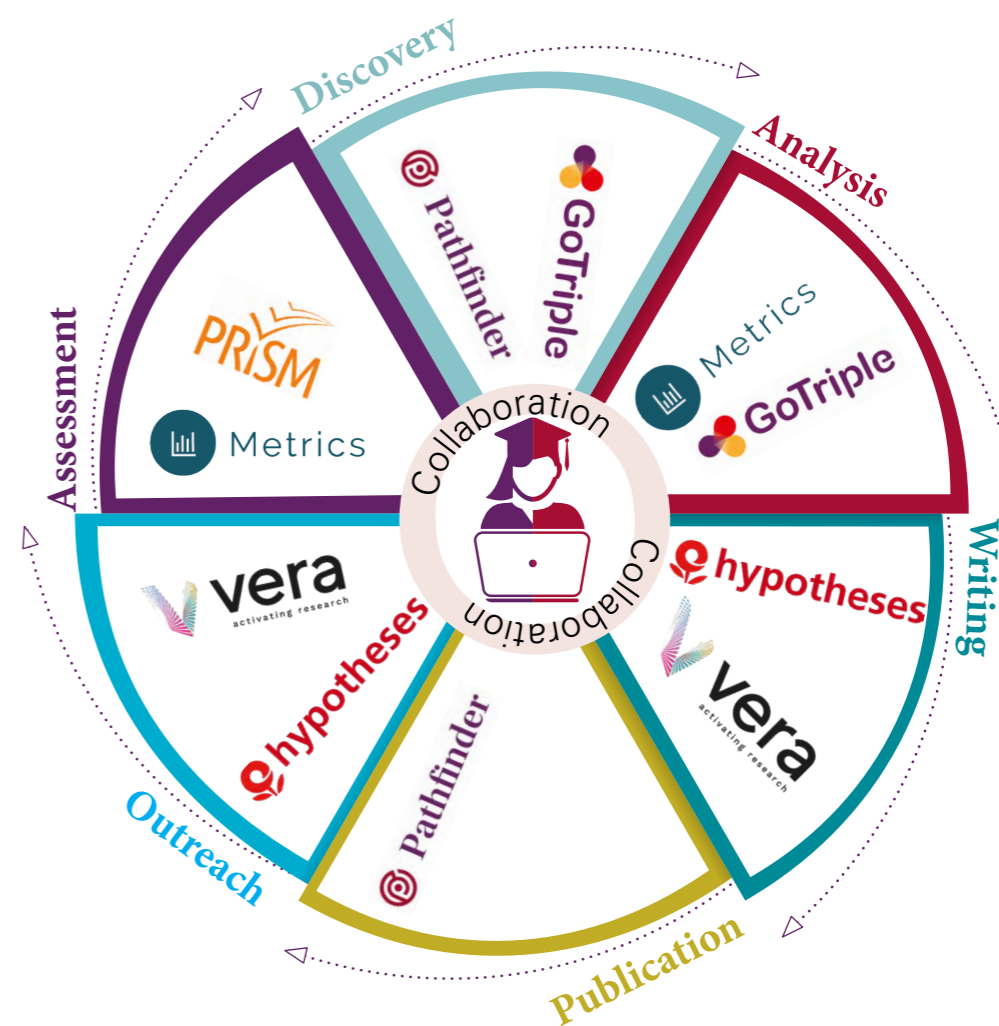 Discovery
Pathfinder
GoTriple
Analysis
Metrics
GoTriple
Writing
hypotheses
vera
activating research
Publication
Pathfinder
Outreach
hypotheses
vera
activating research
Assessment
PRISM
Metrics
Collaboration
Collaboration